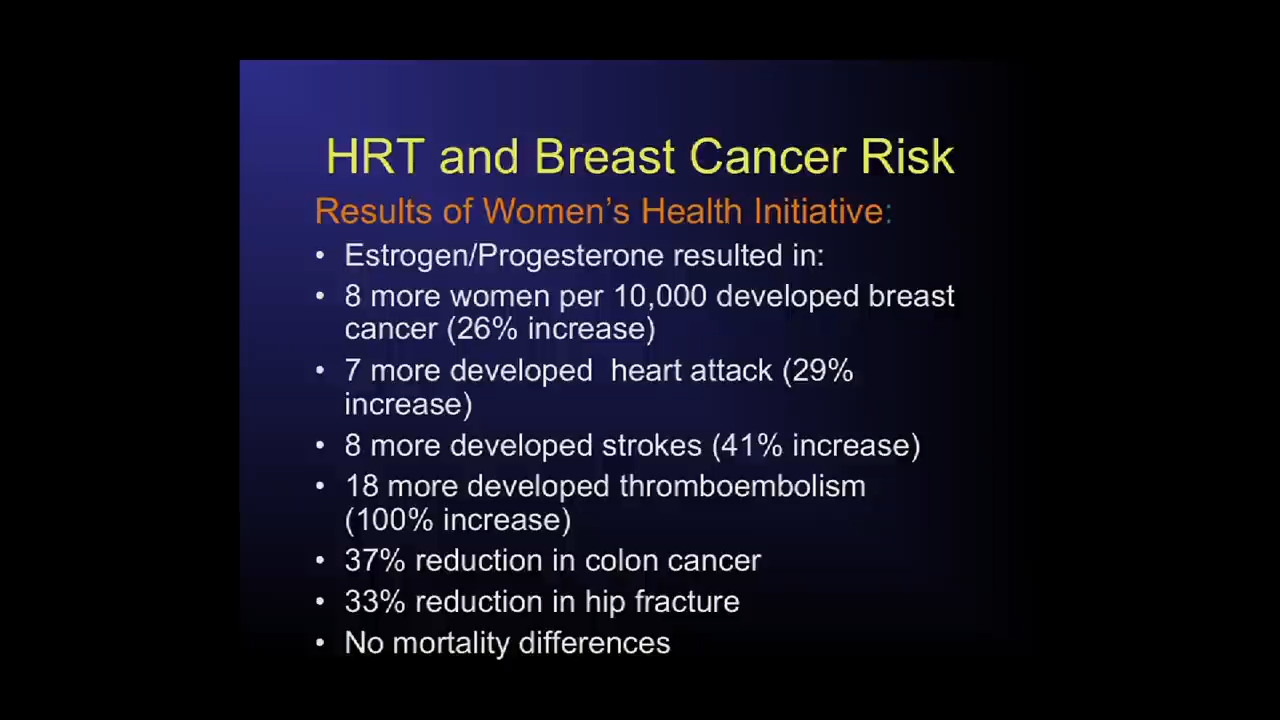 HRT and Breast Cancer Risk
Results of Women's Health Initiative:
• Estrogen/Progesterone resulted in:
• 8 more women per 10,000 developed breast
cancer (26% increase)
• 7 more developed  heart attack (29%
increase)
• 8 more developed strokes (41% increase)
• 18 more developed thromboembolism
(100% increase)
• 37% reduction in colon cancer
• 33% reduction in hip fracture
• No mortality differences